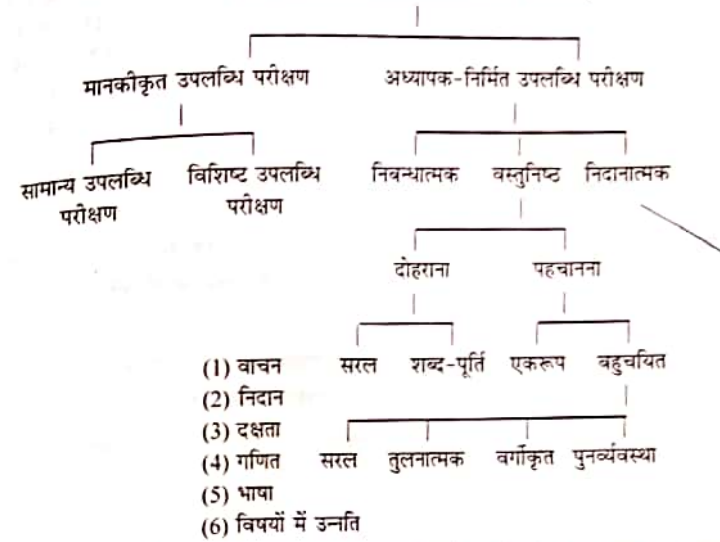 मानकीकृत उपलब्धि परीक्षण अध्यापक-निर्मित उपलब्धि परीक्षण
सामान्य उपलब्धि विशिष्ट उपलब्धि निबन्धात्मक वस्तुनिष्ठ निदानात्मक
परीक्षण परीक्षण
दोहराना पहचानना
(1) वाचन सरल शब्द-पूर्ति एकरूप बहुचयित
(2) निदान
(3) दक्षता
(4) गणित सरल तुलनात्मक वर्गीकृत पुनर्व्यवस्था
(5) भाषा
(6) विषयों में उन्नति